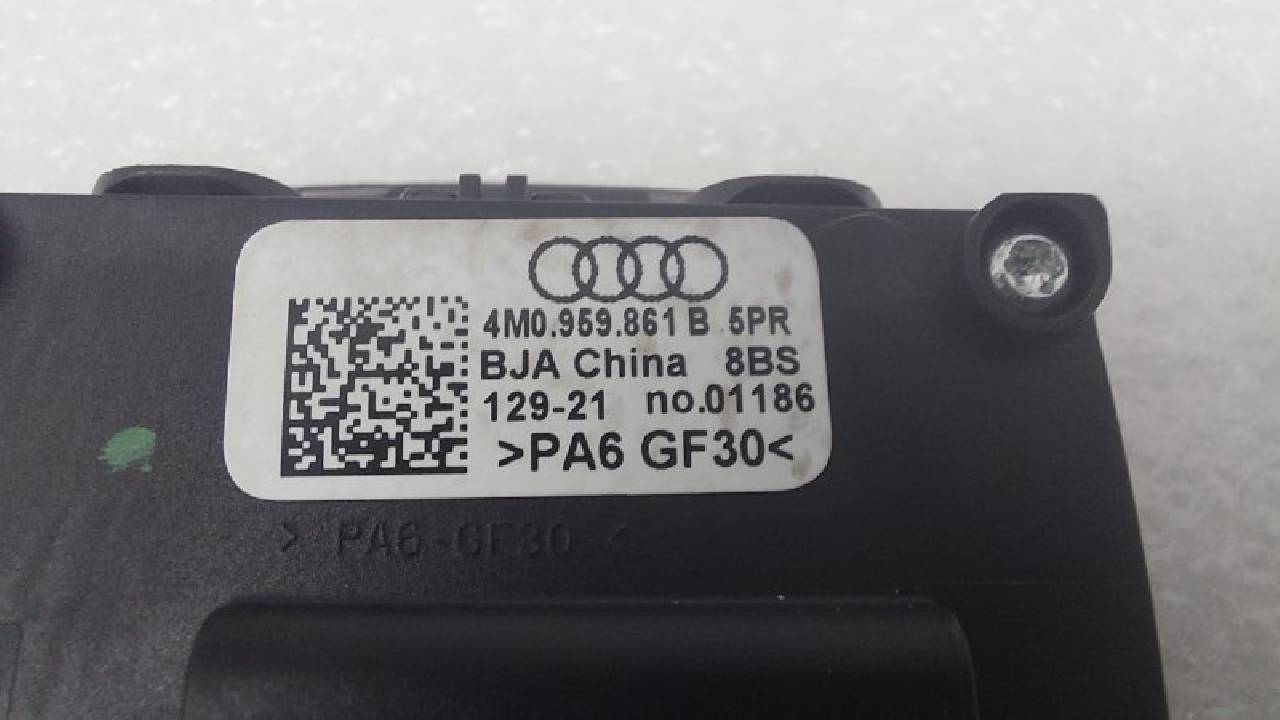 4M0.959.861 B 5PR
BJA China 8BS
129-21 no.01186
>PA6 GF30<
> PA6-GF30 <